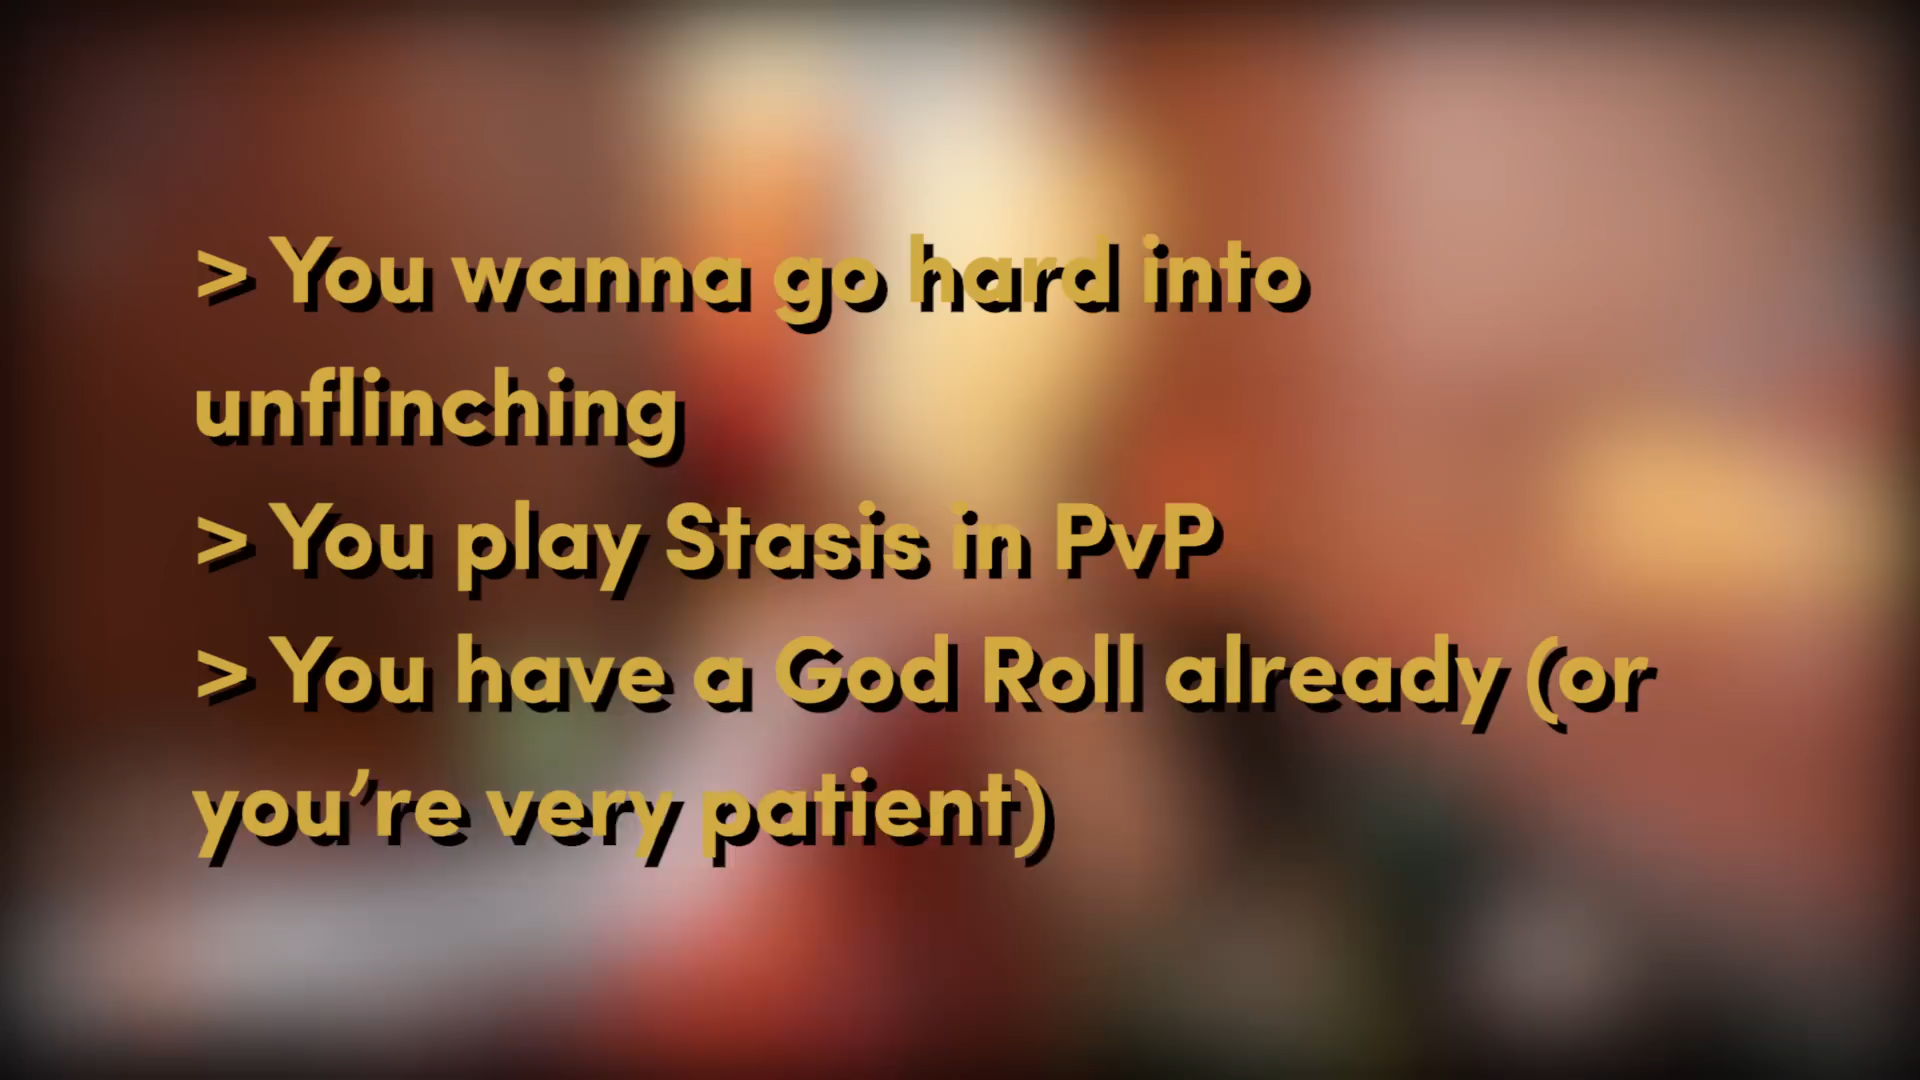 > You wanna go hard into
unflinching
> You play Stasis in PvP
> You have a God Roll already (or
you’re very patient)